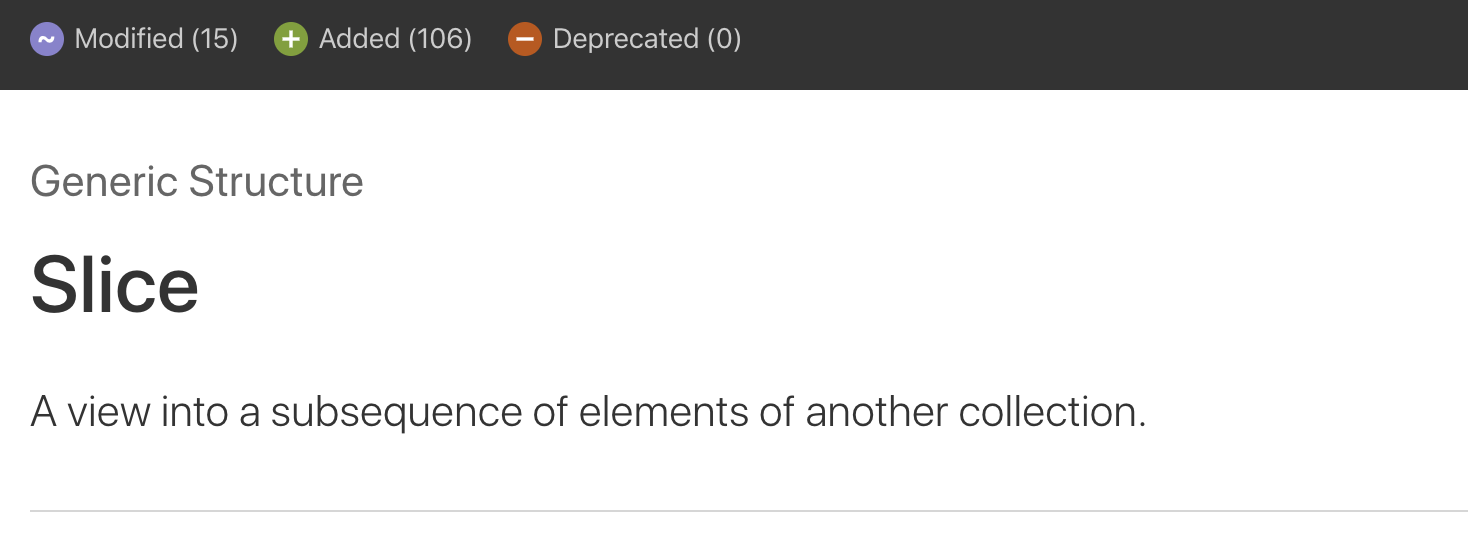 Modified (15) Added (106) Deprecated (0)
Generic Structure
Slice
A view into a subsequence of elements of another collection.